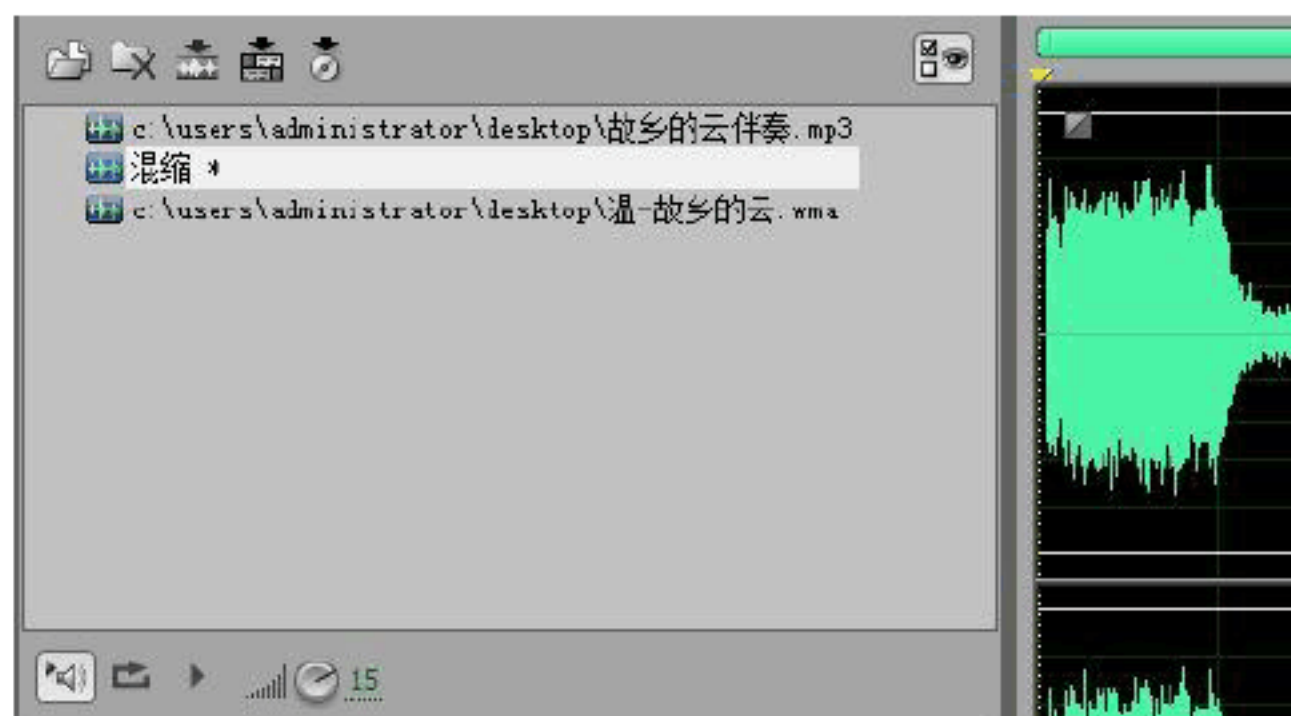 c:\users\administrator\desktop\故乡的云伴奏.mp3
混缩 *
c:\users\administrator\desktop\温-故乡的云.wma
15